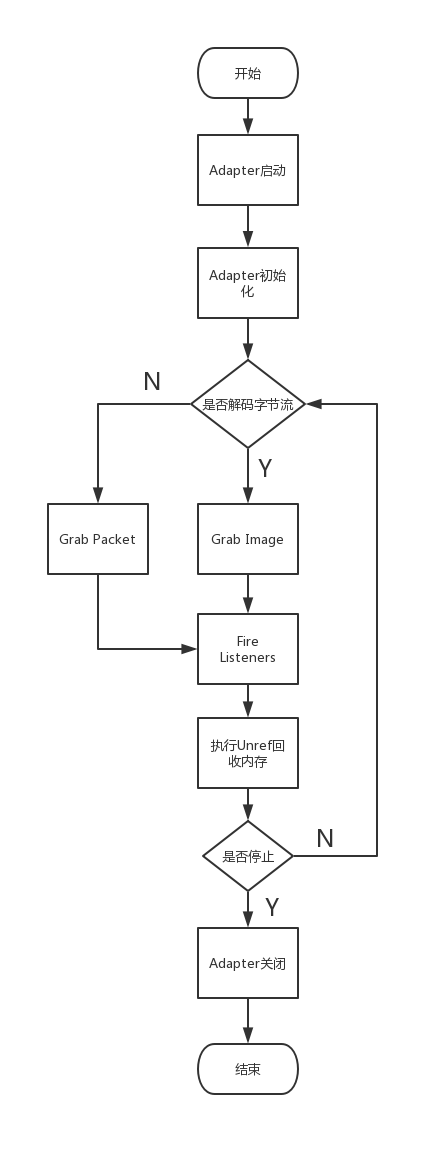 开始
Adapter启动
Adapter初始
化
N
是否解码字节流
Y
Grab Packet
Grab Image
Fire
Listeners
执行Unref回
收内存
N
是否停止
Y
Adapter关闭
结束